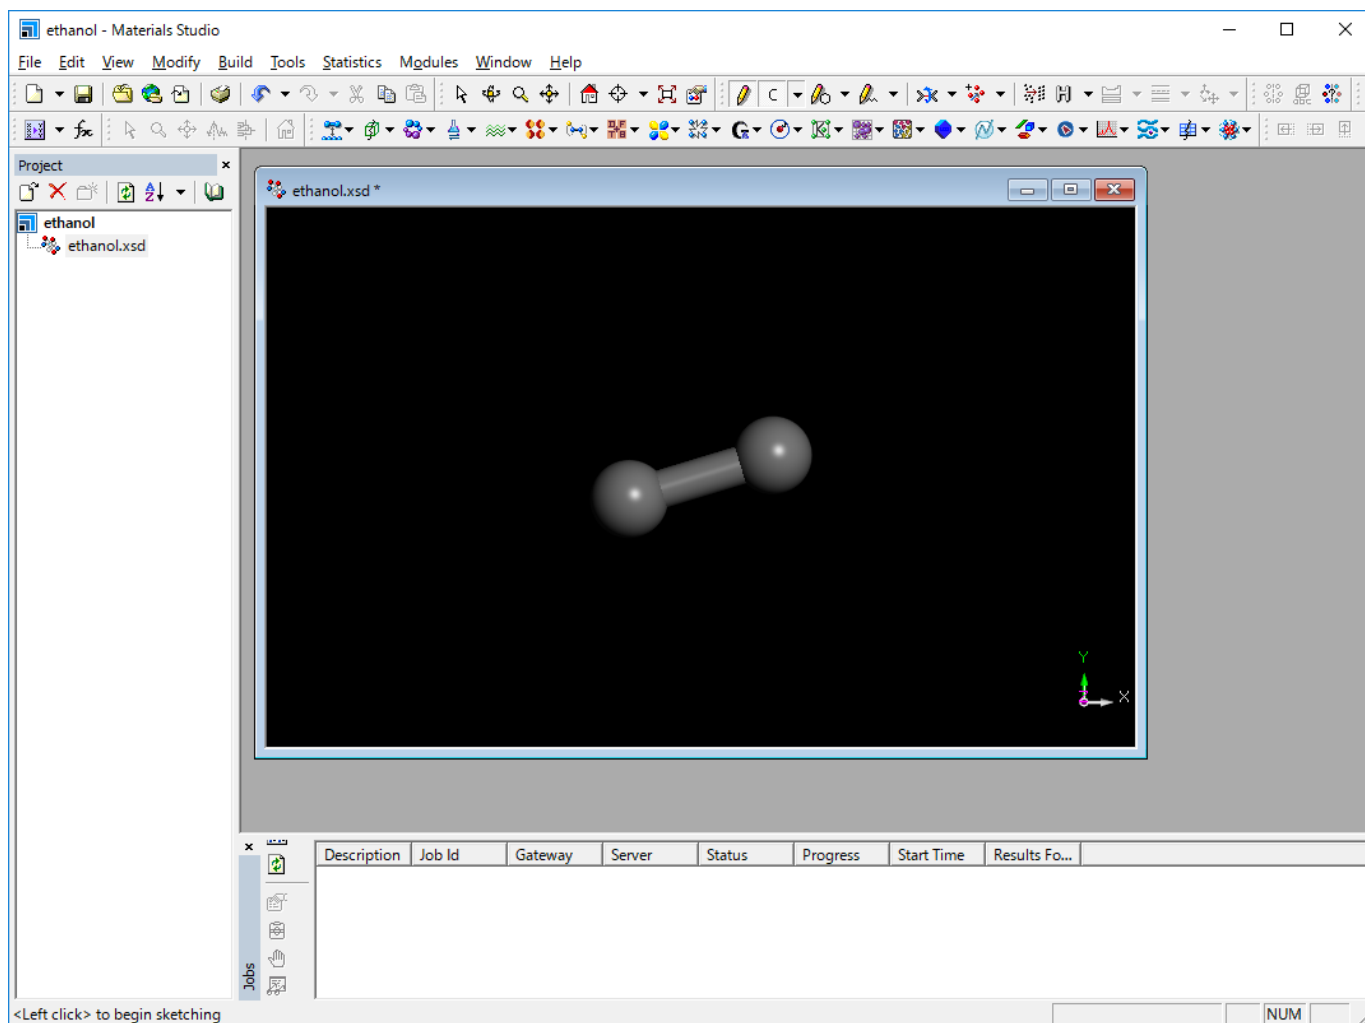 ethanol - Materials Studio
File Edit View Modify Build Tools Statistics Modules Window Help
C
Project
ethanol
ethanol.xsd
ethanol.xsd *
Y
X
Jobs
Description Job Id Gateway Server Status Progress Start Time Results Fo...
<Left click> to begin sketching
NUM